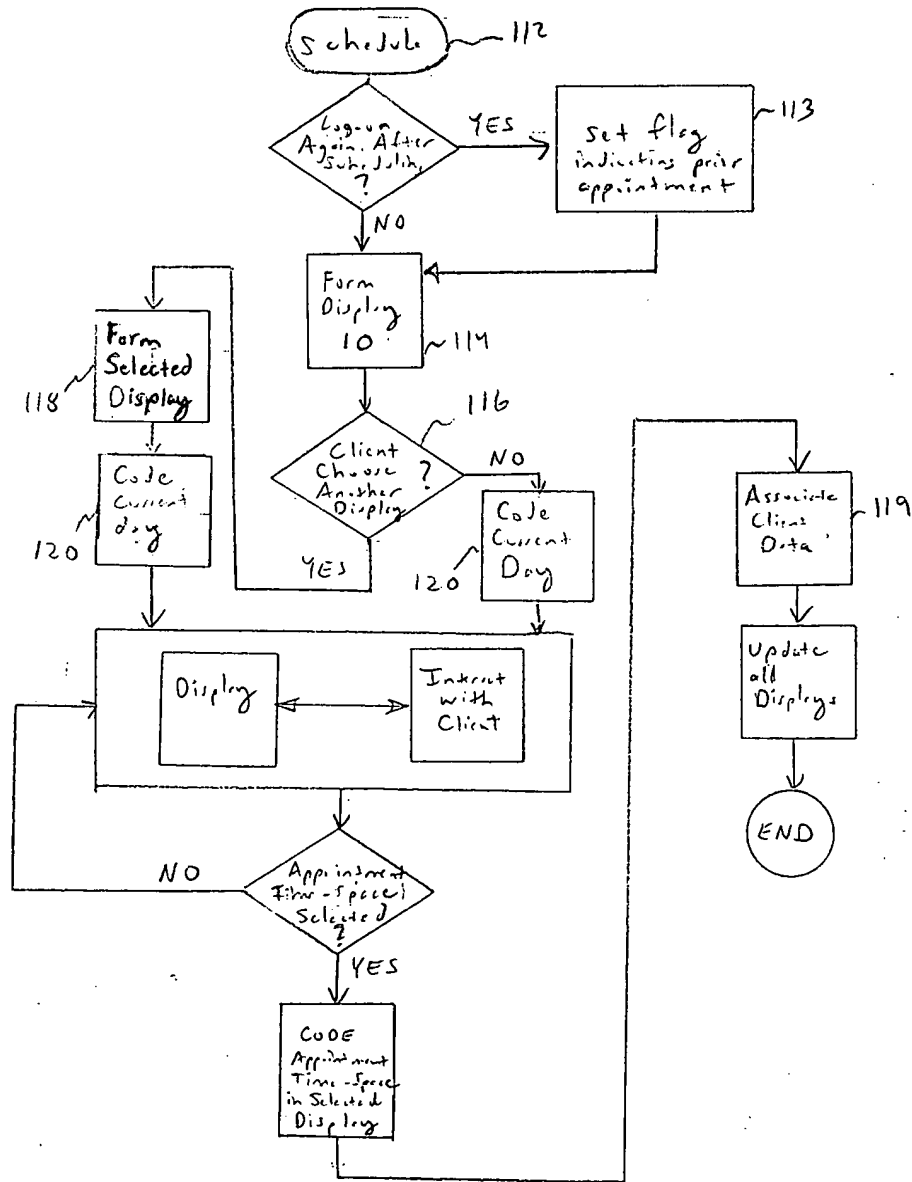 Schedule
112
Log-on
Again After
Scheduling
?
YES
set flag
indicating prior
appointment
113
NO
Form
Display
10
114
Form
Selected
Display
118
Client
Choose
Another
Display
?
116
NO
YES
Code
Current
day
120
Code
Current
Day
120
Associate
Client
Data
119
Update
all
Displays
END
Display
Interact
with
Client
Appointment
Time-Space
Selected
?
NO
YES
CODE
Appointment
Time-Space
in Selected
Display